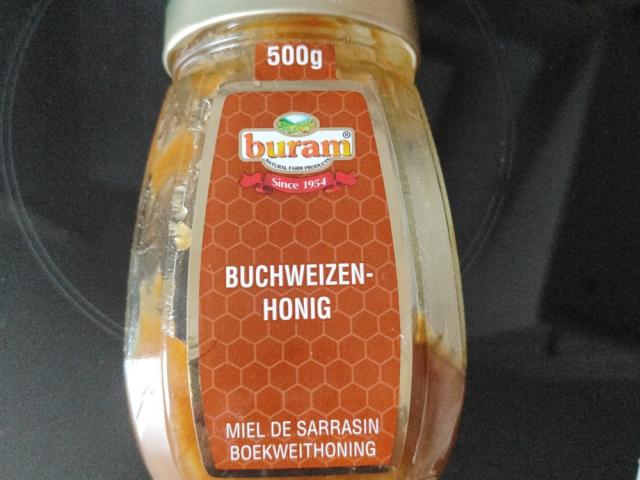 500g
buram®
NATURAL FARM PRODUCTS
Since 1954
BUCHWEIZEN-
HONIG
MIEL DE SARRASIN
BOEKWEITHONING